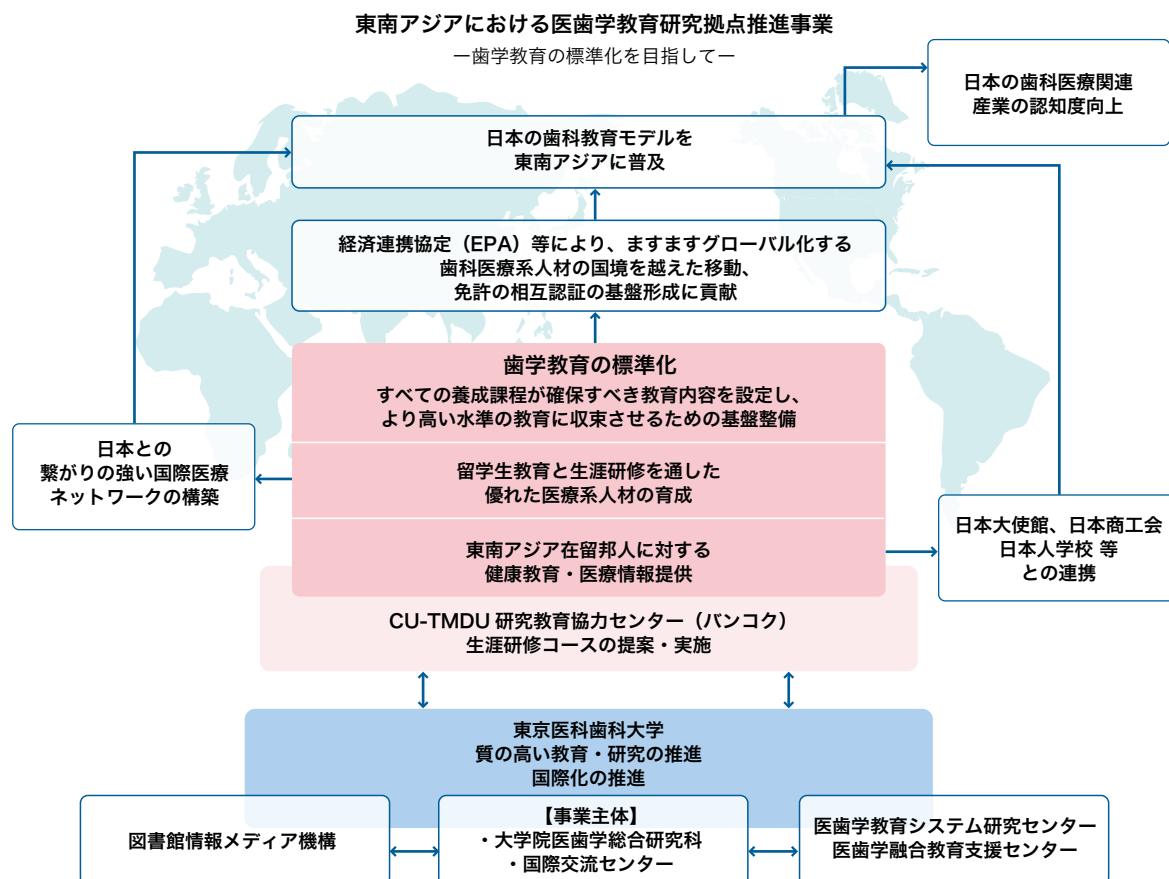 東南アジアにおける医歯学教育研究拠点推進事業
ー歯学教育の標準化を目指してー
日本の歯科医療関連
産業の認知度向上
日本の歯科教育モデルを
東南アジアに普及
経済連携協定（EPA）等により、ますますグローバル化する
歯科医療系人材の国境を越えた移動、
免許の相互認証の基盤形成に貢献
歯学教育の標準化
すべての養成課程が確保すべき教育内容を設定し、
より高い水準の教育に収束させるための基盤整備
日本との
繋がりの強い国際医療
ネットワークの構築
留学生教育と生涯研修を通した
優れた医療系人材の育成
日本大使館、日本商工会
日本人学校 等
との連携
東南アジア在留邦人に対する
健康教育・医療情報提供
CU-TMDU 研究教育協力センター（バンコク）
生涯研修コースの提案・実施
東京医科歯科大学
質の高い教育・研究の推進
国際化の推進
図書館情報メディア機構
【事業主体】
・大学院医歯学総合研究科
・国際交流センター
医歯学教育システム研究センター
医歯学融合教育支援センター